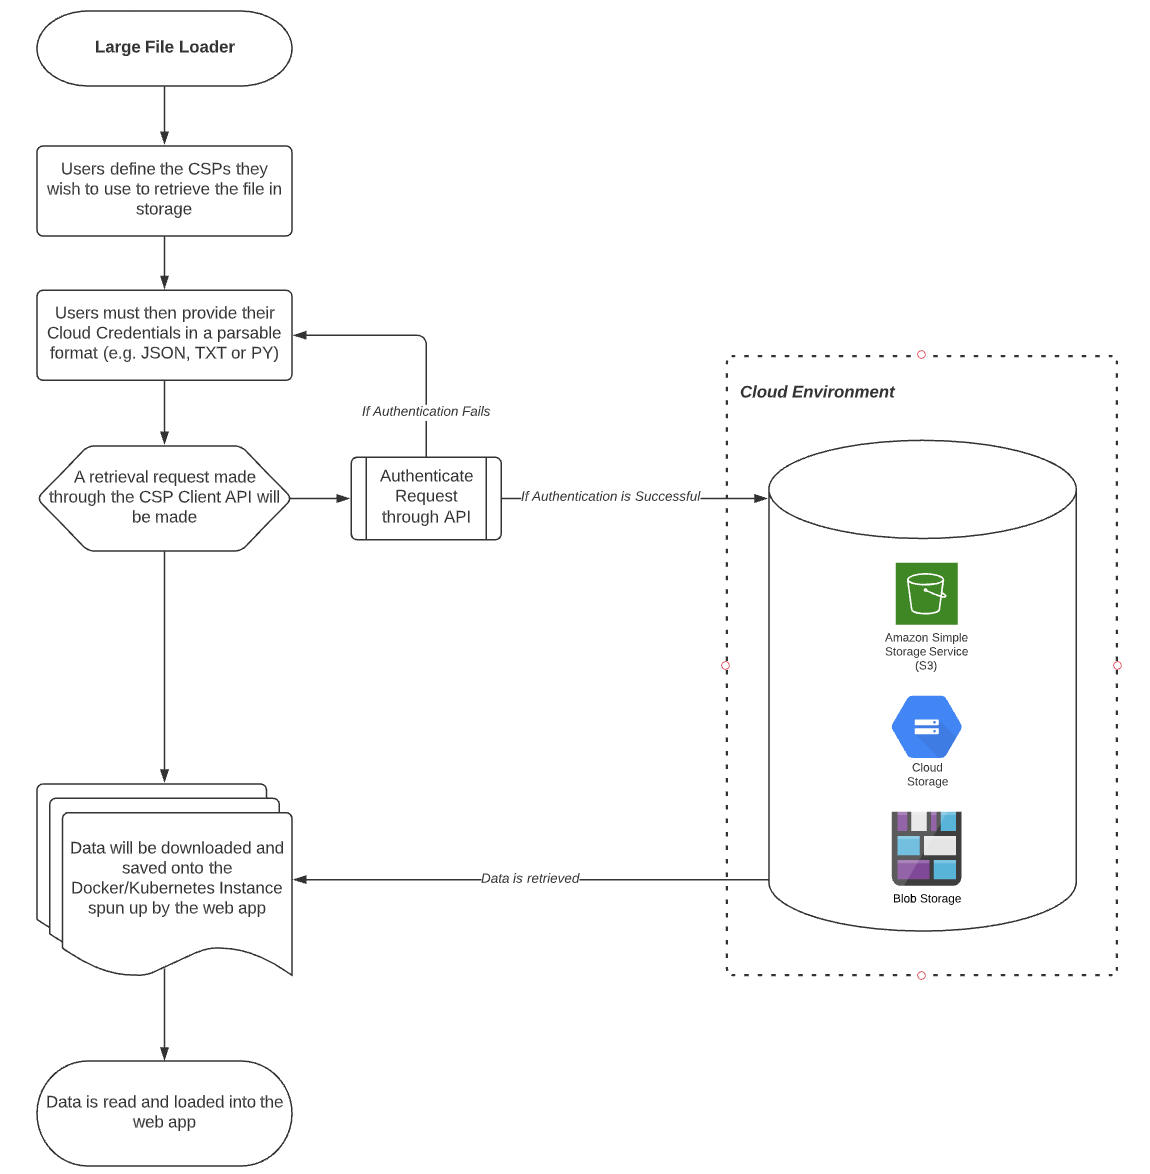 Large File Loader
Users define the CSPs they
wish to use to retrieve the file in
storage
Users must then provide their
Cloud Credentials in a parsable
format (e.g. JSON, TXT or PY)
If Authentication Fails
A retrieval request made
through the CSP Client API will
be made
Authenticate
Request
through API
If Authentication is Successful
Cloud Environment
Amazon Simple
Storage Service
(S3)
Cloud
Storage
Blob Storage
Data is retrieved
Data will be downloaded and
saved onto the
Docker/Kubernetes Instance
spun up by the web app
Data is read and loaded into the
web app